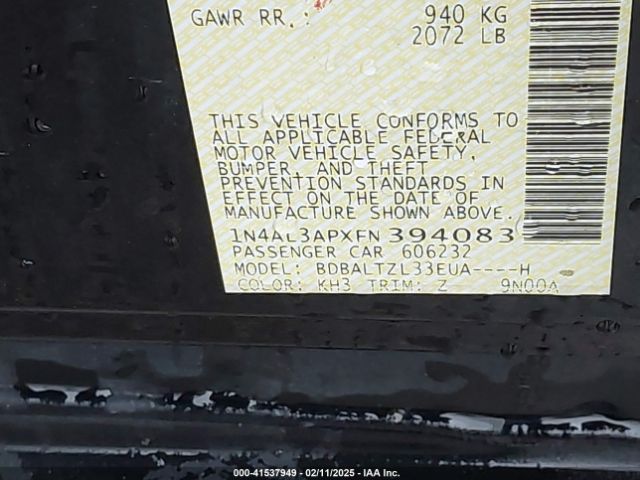 GAWR RR.: 940 KG
2072 LB
THIS VEHICLE CONFORMS TO
ALL APPLICABLE FEDERAL
MOTOR VEHICLE SAFETY,
BUMPER, AND THEFT
PREVENTION STANDARDS IN
EFFECT ON THE DATE OF
MANUFACTURE SHOWN ABOVE.
1N4AL3APXFN394083
PASSENGER CAR 606232
MODEL: BDBALTZL33EUA----H
COLOR: KH3 TRIM: Z 9N00A
000-41537949 - 02/11/2025 - IAA Inc.